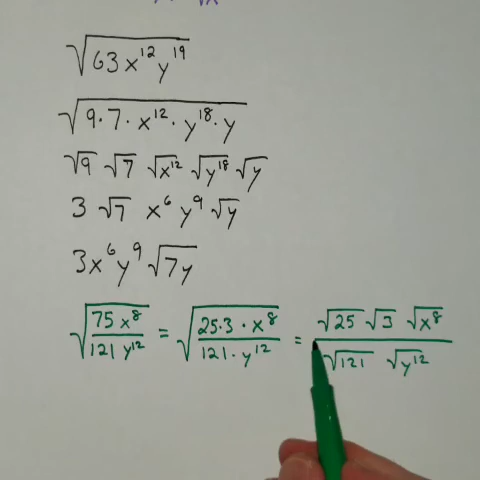 √(63x¹²y¹⁹)
√(9·7·x¹²·y¹⁸·y)
√9 √7 √x¹² √y¹⁸ √y
3 √7 x⁶ y⁹ √y
3x⁶y⁹√(7y)
√(75x⁸/121y¹²) = √(25·3·x⁸/121·y¹²) = √25 √3 √x⁸/√121 √y¹²